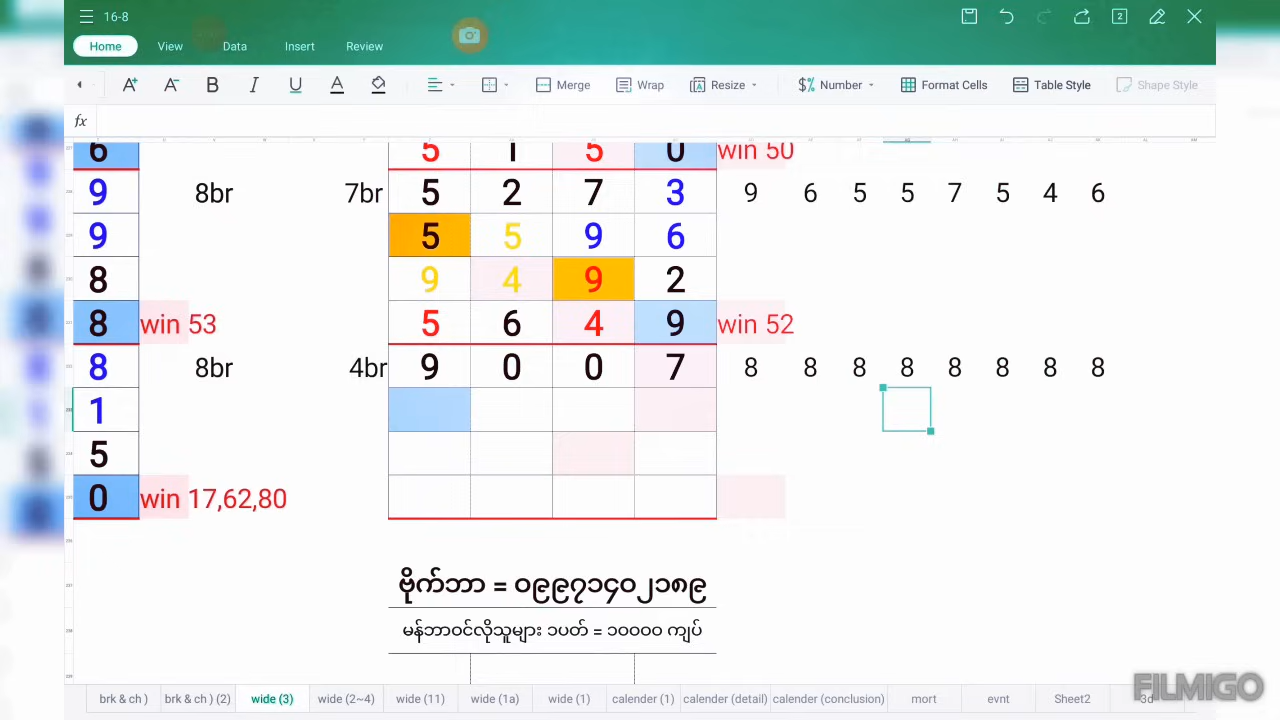 16-8
2
Home View Data Insert Review
A+ A- B I U A Merge Wrap Resize $% Number Format Cells Table Style Shape Style
fx
6 5 1 5 0 win 50
9 8br 7br 5 2 7 3 9 6 5 5 7 5 4 6
9 5 5 9 6
8 9 4 9 2
8 win 53 5 6 4 9 win 52
8 8br 4br 9 0 0 7 8 8 8 8 8 8 8 8
1
5
0 win 17,62,80
ဗိုက်ဘာ = ၀၉၉၇၁၄၀၂၁၈၉
မန်ဘာဝင်လိုသူများ ၁ပတ် = ၁၀၀၀၀ ကျပ်
brk & ch ) brk & ch ) (2) wide (3) wide (2~4) wide (11) wide (1a) wide (1) calender (1) calender (detail) calender (conclusion) mort evnt Sheet2 3d
FILMIGO